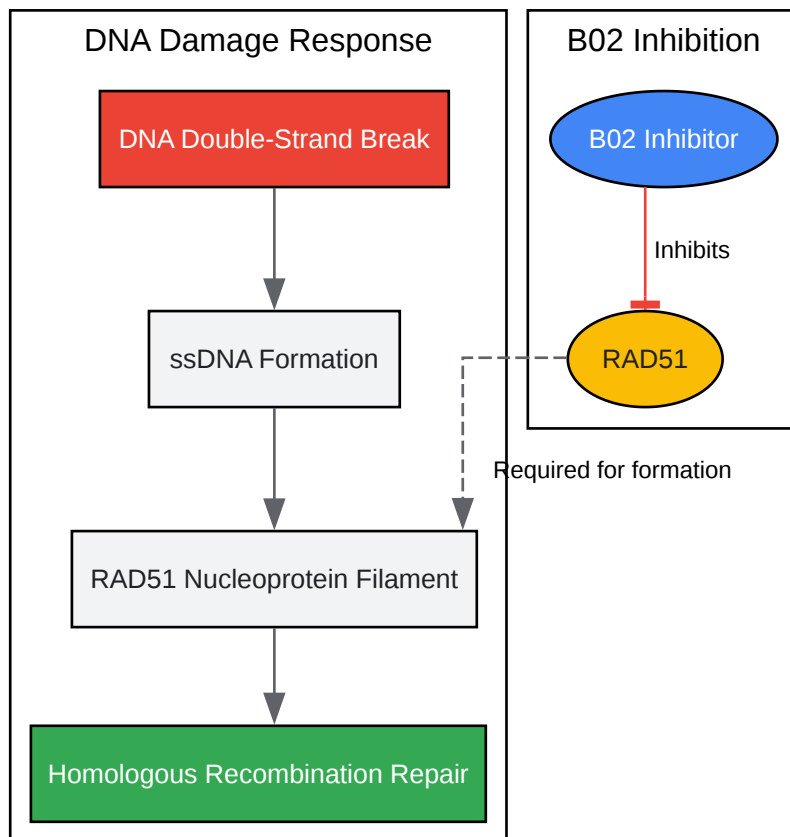 DNA Damage Response
DNA Double-Strand Break
ssDNA Formation
RAD51 Nucleoprotein Filament
Homologous Recombination Repair
B02 Inhibition
B02 Inhibitor
Inhibits
RAD51
Required for formation